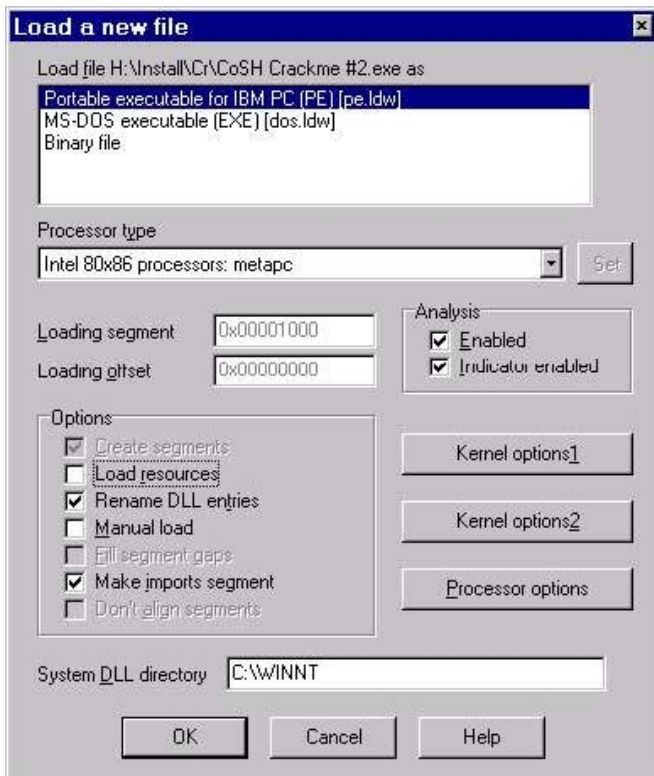 Load a new file
Load file H:\Install\Cr\CoSH Crackme #2.exe as
Portable executable for IBM PC (PE) [pe.ldw]
MS-DOS executable (EXE) [dos.ldw]
Binary file
Processor type
Intel 80x86 processors: metapc
Set
Loading segment
0x00001000
Loading offset
0x00000000
Analysis
Enabled
Indicator enabled
Options
Create segments
Load resources
Rename DLL entries
Manual load
Fill segment gaps
Make imports segment
Don't align segments
Kernel options1
Kernel options2
Processor options
System DLL directory
C:\WINNT
OK
Cancel
Help